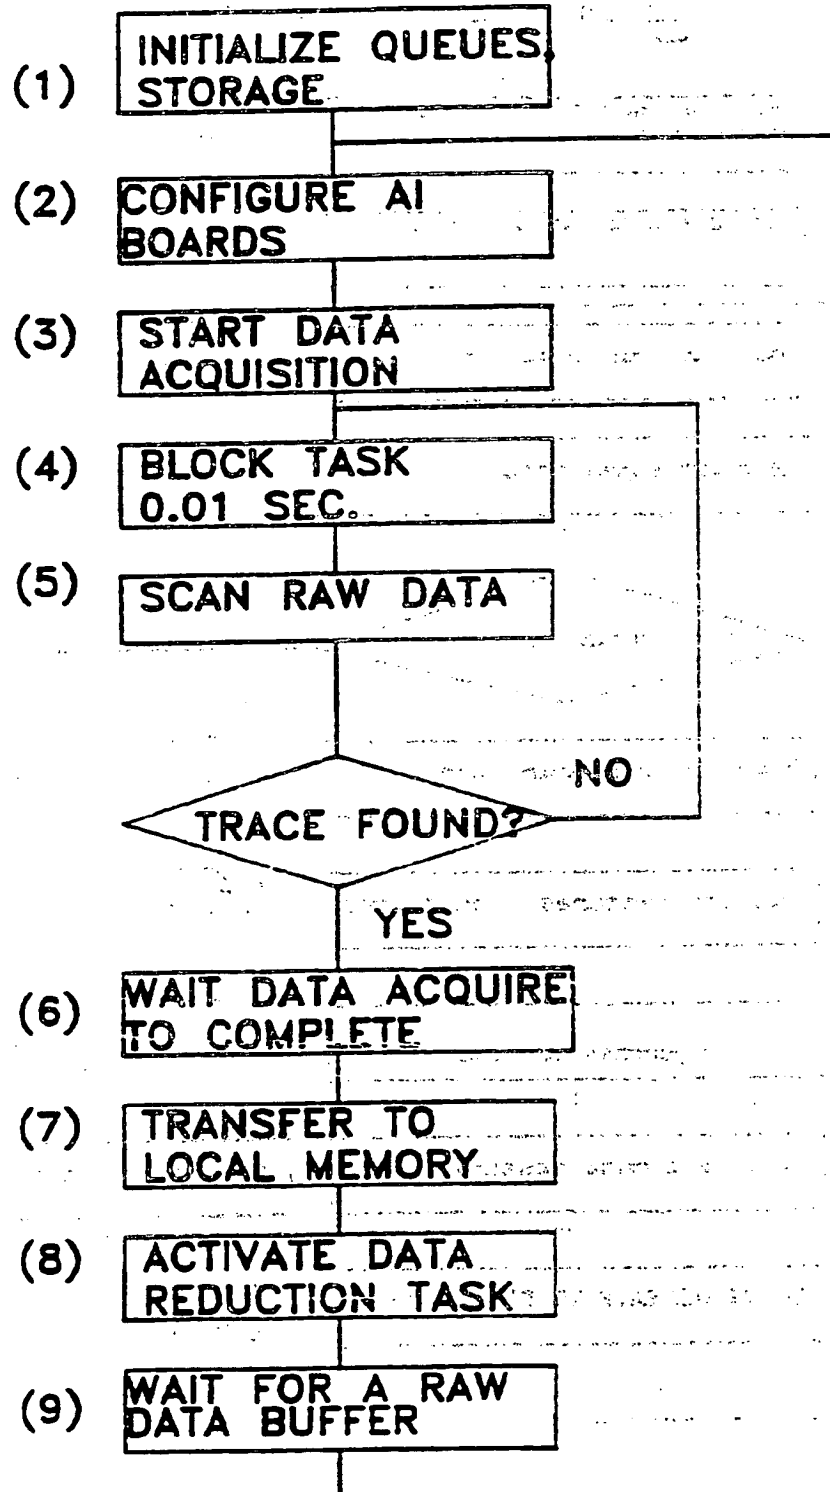 (1) INITIALIZE QUEUES,
STORAGE
(2) CONFIGURE AI
BOARDS
(3) START DATA
ACQUISITION
(4) BLOCK TASK
0.01 SEC.
(5) SCAN RAW DATA
NO
TRACE FOUND?
YES
(6) WAIT DATA ACQUIRE
TO COMPLETE
(7) TRANSFER TO
LOCAL MEMORY
(8) ACTIVATE DATA
REDUCTION TASK
(9) WAIT FOR A RAW
DATA BUFFER